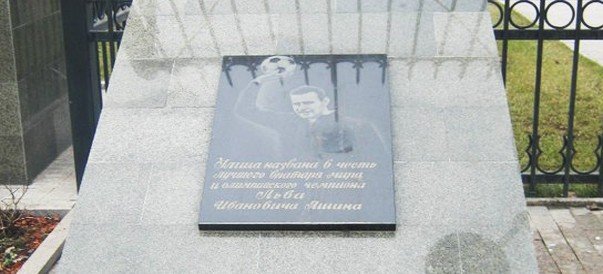 Улица названа в честь
лучшего вратаря мира
и олимпийского чемпиона
Льва
Ивановича Яшина